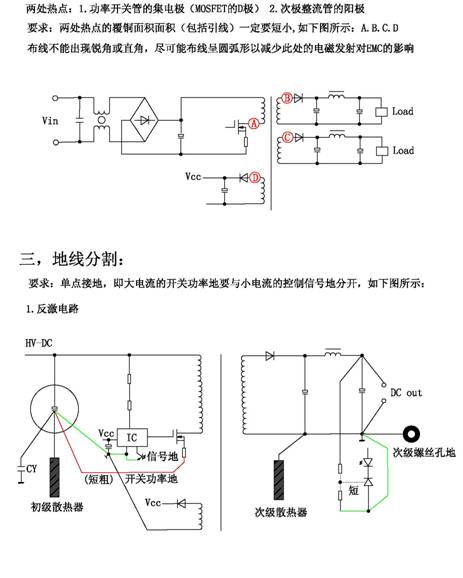 两处热点：1.功率开关管的集电极（MOSFET的D极） 2.次极整流管的阳极
要求：两处热点的覆铜面积面积（包括引线）一定要短小,如下图所示：A.B.C.D
布线不能出现锐角或直角，尽可能布线呈圆弧形以减少此处的电磁发射对EMC的影响
B
Vin
A
Load
C
Load
Vcc
D
三，地线分割：
要求：单点接地，即大电流的开关功率地要与小电流的控制信号地分开，如下图所示：
1.反激电路
HV-DC
DC out
Vcc
IC
信号地
次级螺丝孔地
CY
(短粗)
开关功率地
短
初级散热器
Vcc
次级散热器